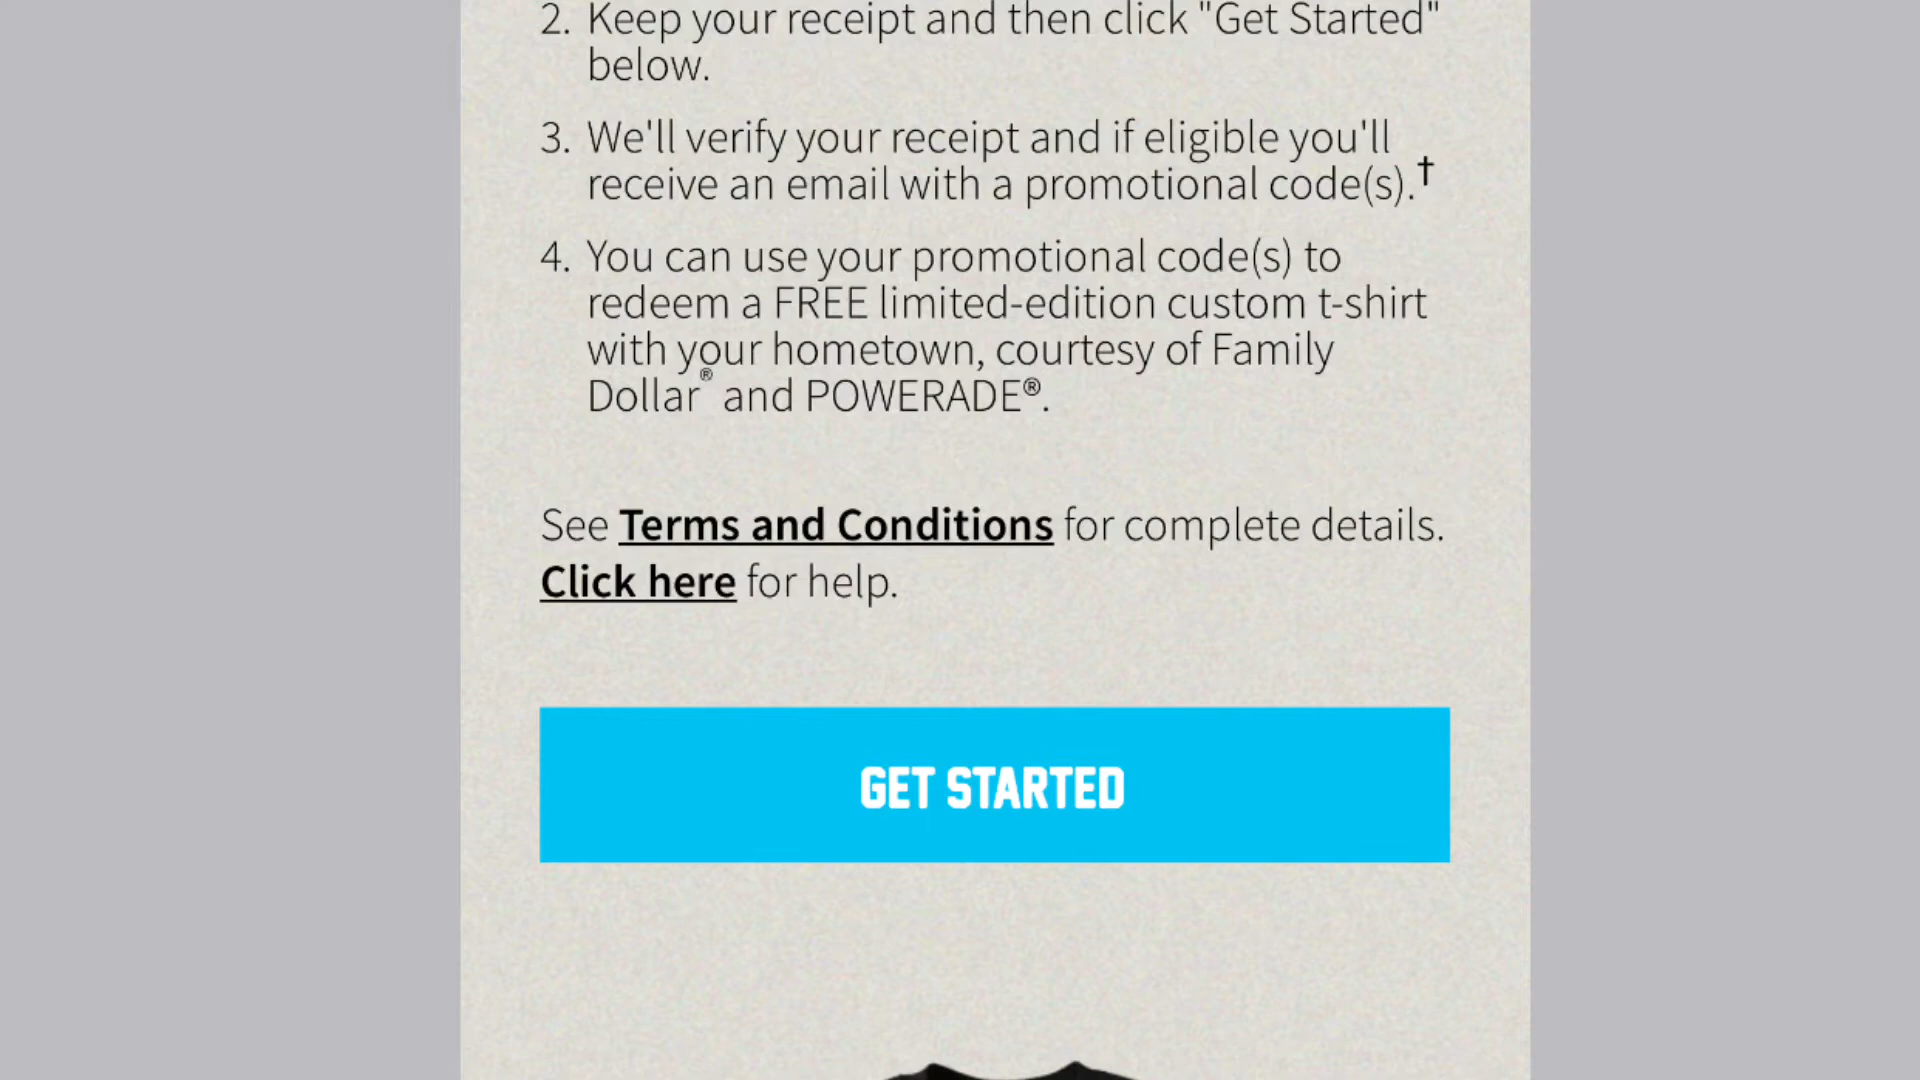 2. Keep your receipt and then click "Get Started"
below.
3. We'll verify your receipt and if eligible you'll
receive an email with a promotional code(s).†
4. You can use your promotional code(s) to
redeem a FREE limited-edition custom t-shirt
with your hometown, courtesy of Family
Dollar® and POWERADE®.
See Terms and Conditions for complete details.
Click here for help.
GET STARTED